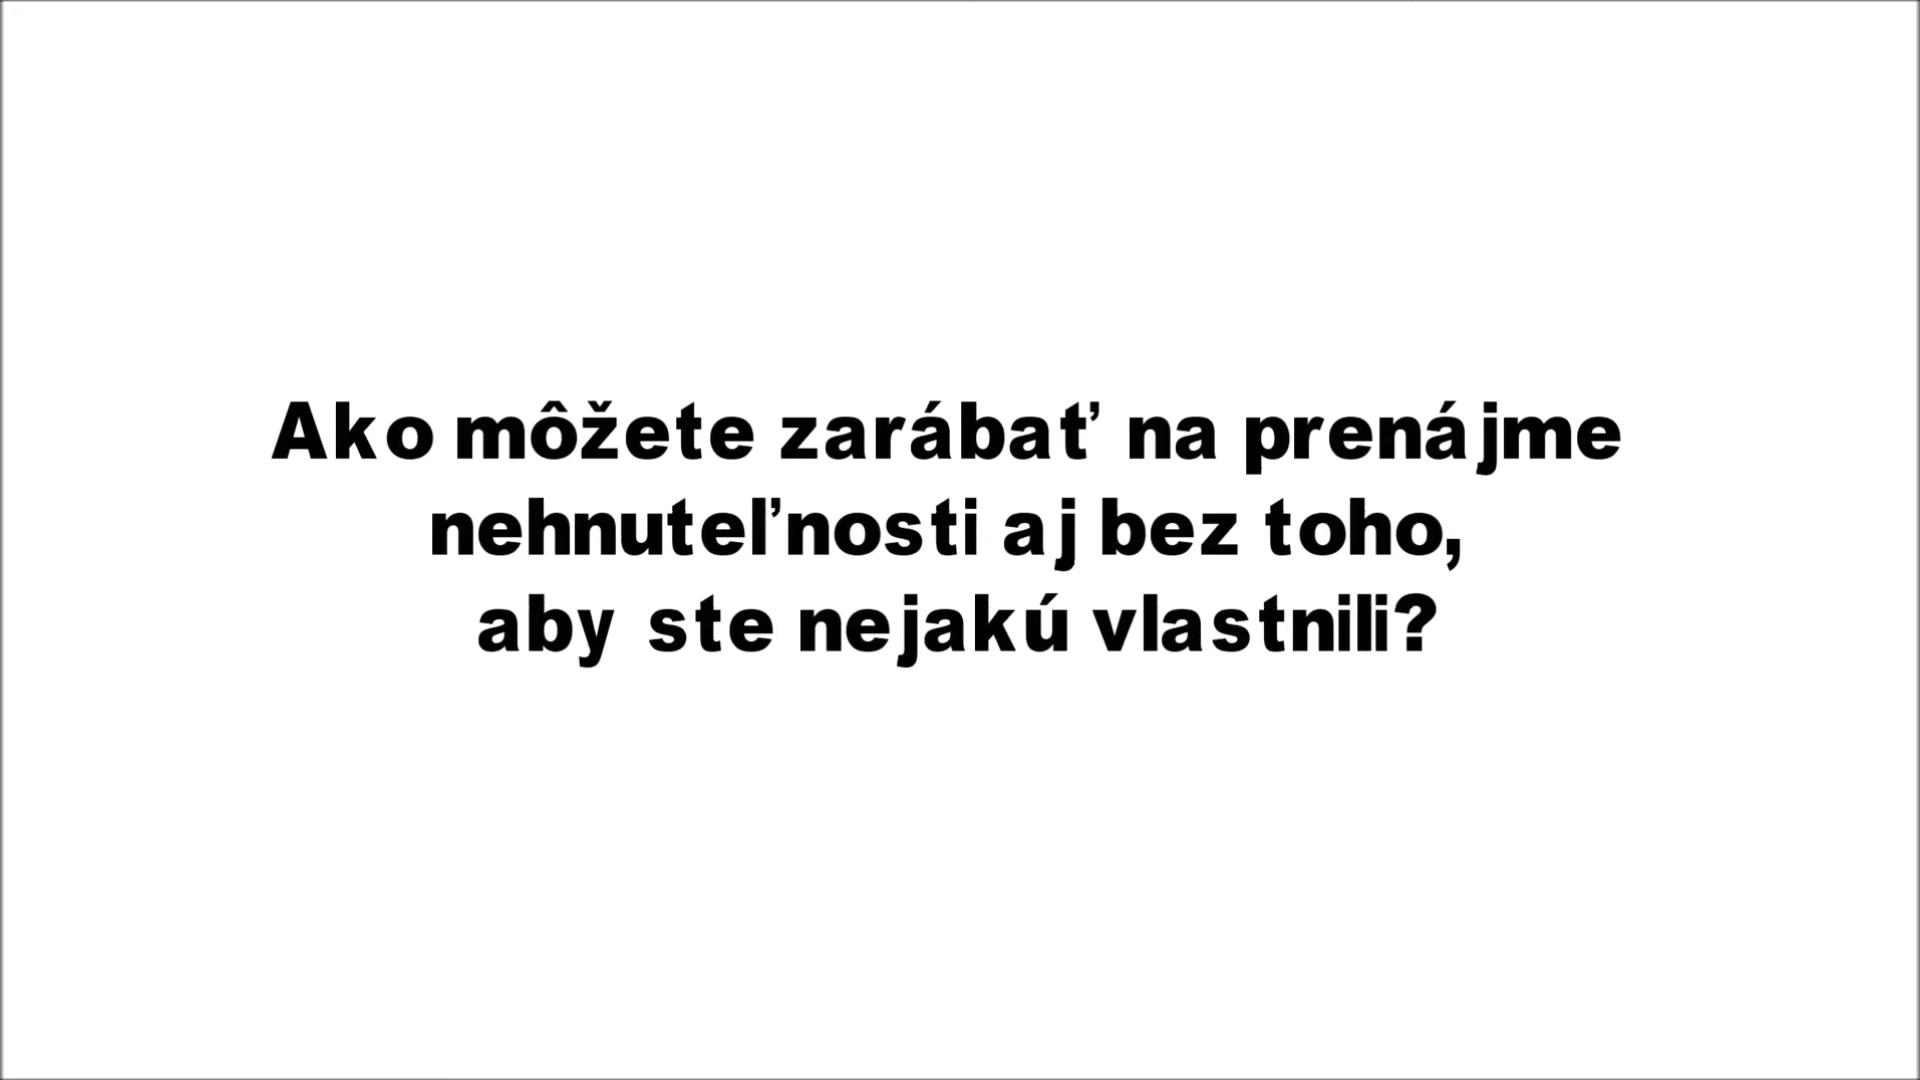 Ako môžete zarábať na prenájme
nehnuteľnosti aj bez toho,
aby ste nejakú vlastnili?